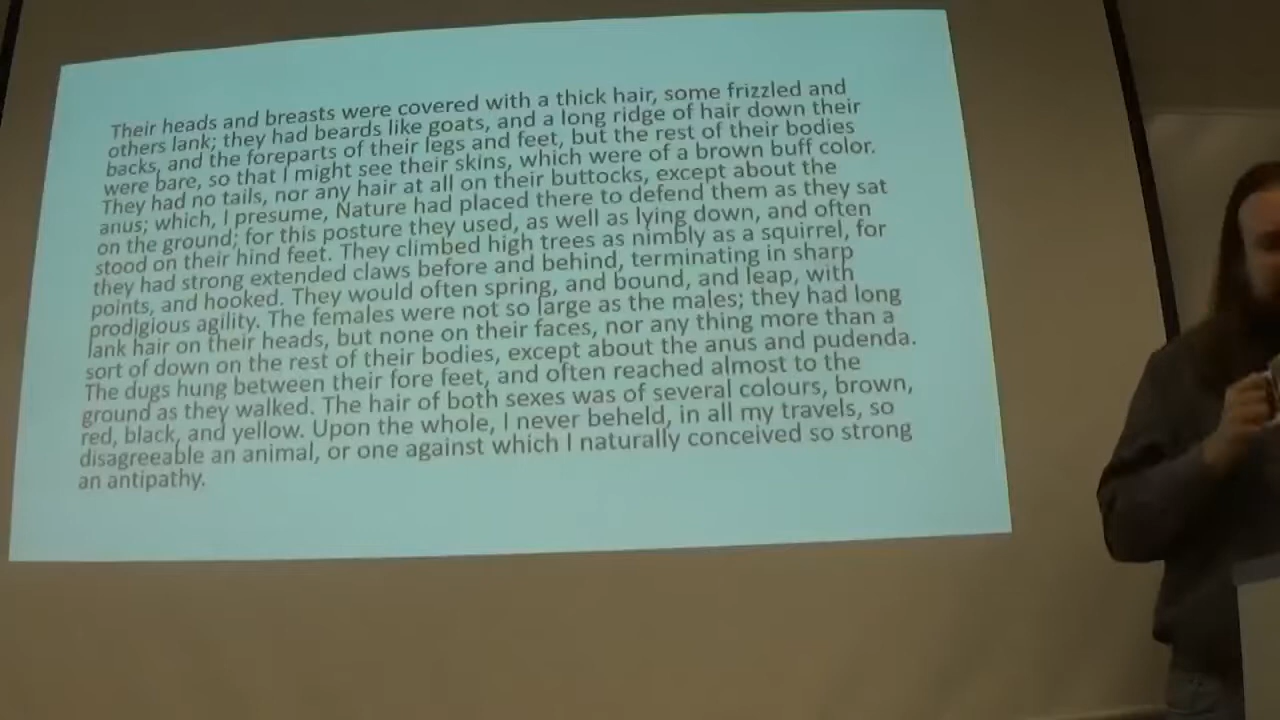 Their heads and breasts were covered with a thick hair, some frizzled and
others lank; they had beards like goats, and a long ridge of hair down their
backs, and the foreparts of their legs and feet, but the rest of their bodies
were bare, so that I might see their skins, which were of a brown buff color.
They had no tails, nor any hair at all on their buttocks, except about the
anus; which, I presume, Nature had placed there to defend them as they sat
on the ground; for this posture they used, as well as lying down, and often
stood on their hind feet. They climbed high trees as nimbly as a squirrel, for
they had strong extended claws before and behind, terminating in sharp
points, and hooked. They would often spring, and bound, and leap, with
prodigious agility. The females were not so large as the males; they had long
lank hair on their heads, but none on their faces, nor any thing more than a
sort of down on the rest of their bodies, except about the anus and pudenda.
The dugs hung between their fore feet, and often reached almost to the
ground as they walked. The hair of both sexes was of several colours, brown,
red, black, and yellow. Upon the whole, I never beheld, in all my travels, so
disagreeable an animal, or one against which I naturally conceived so strong
an antipathy.